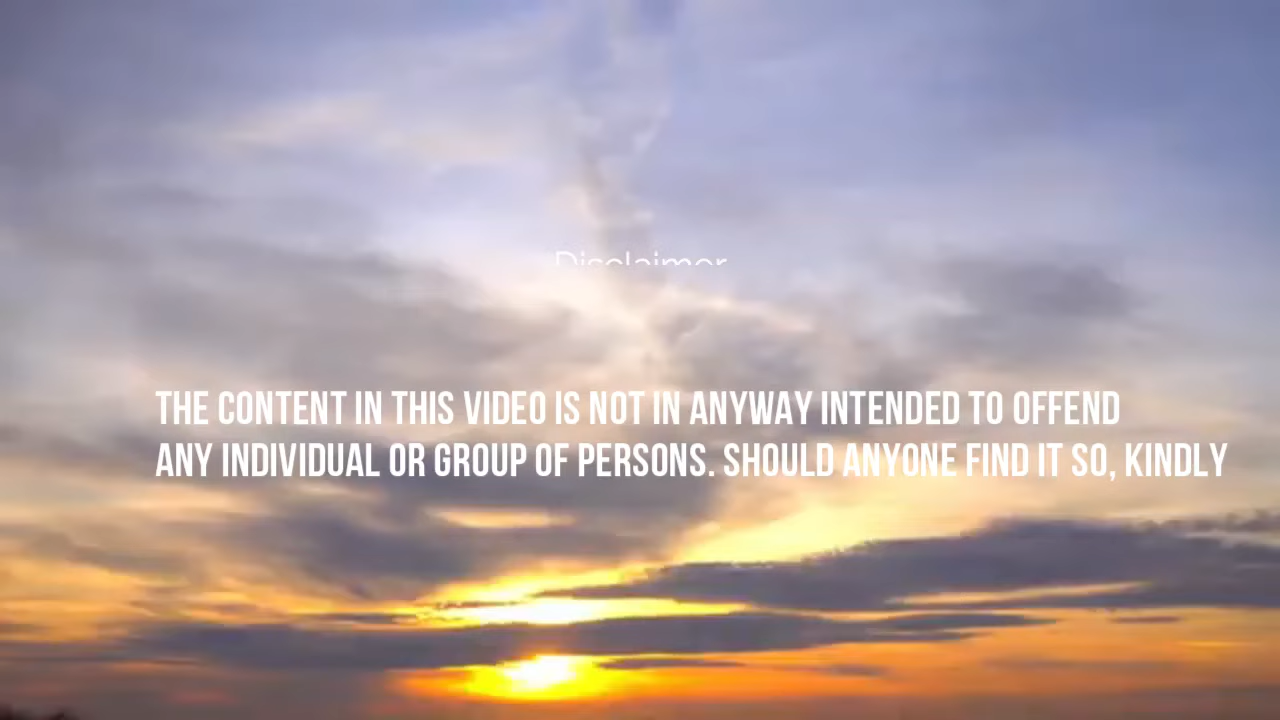 Disclaimer
THE CONTENT IN THIS VIDEO IS NOT IN ANYWAY INTENDED TO OFFEND
ANY INDIVIDUAL OR GROUP OF PERSONS. SHOULD ANYONE FIND IT SO, KINDLY